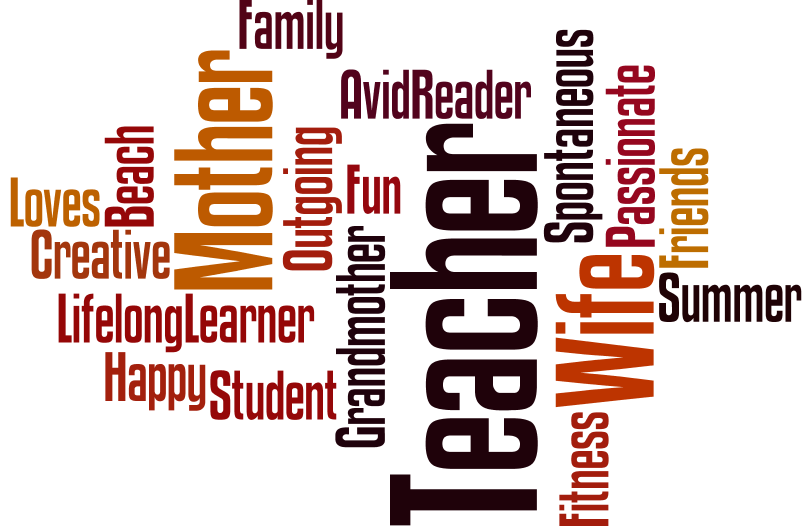 Family
AvidReader
Spontaneous
Passionate
Friends
Mother
Beach
Outgoing
Fun
Teacher
Loves
Creative
Grandmother
Wife
Summer
LifelongLearner
Happy
Student
Fitness